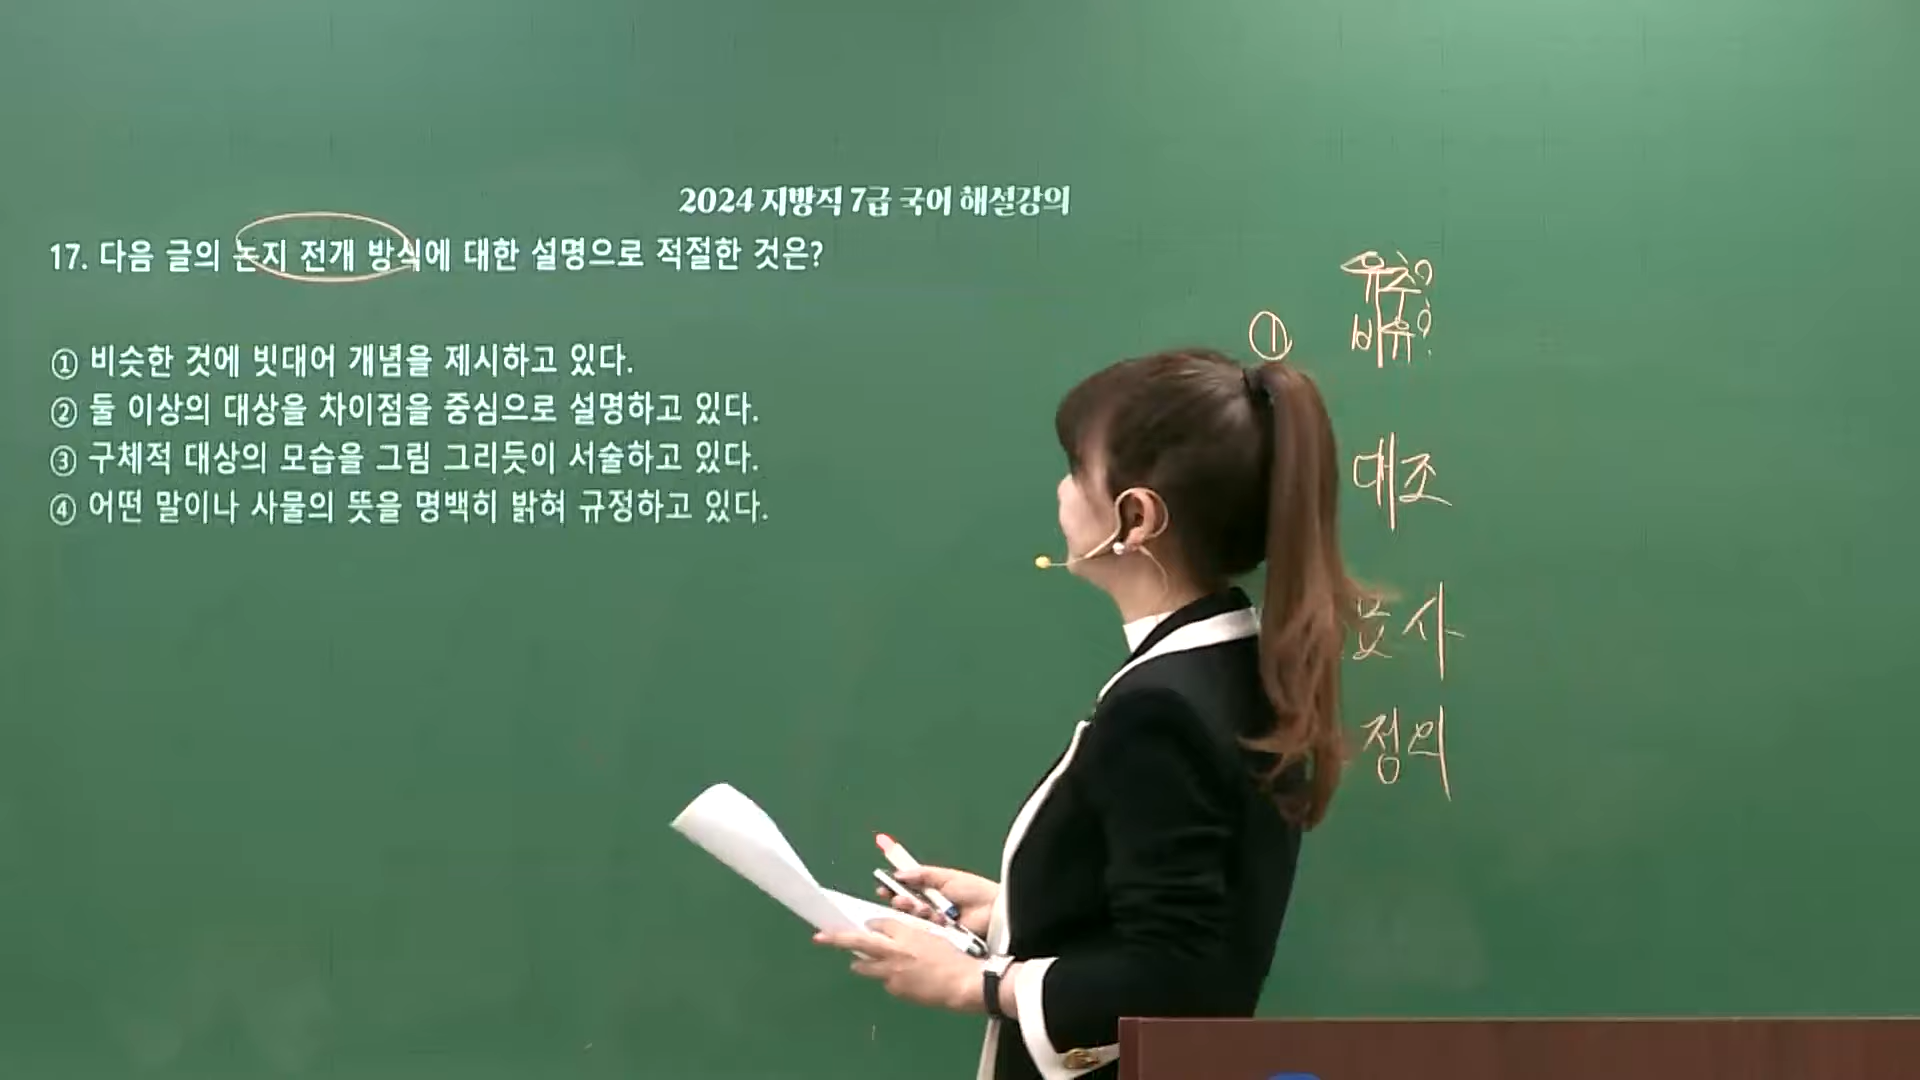 2024 지방직 7급 국어 해설강의
17. 다음 글의 논지 전개 방식에 대한 설명으로 적절한 것은?
① 비슷한 것에 빗대어 개념을 제시하고 있다.
② 둘 이상의 대상을 차이점을 중심으로 설명하고 있다.
③ 구체적 대상의 모습을 그림 그리듯이 서술하고 있다.
④ 어떤 말이나 사물의 뜻을 명백히 밝혀 규정하고 있다.
유추?
① 비유?
대조
묘사
정의